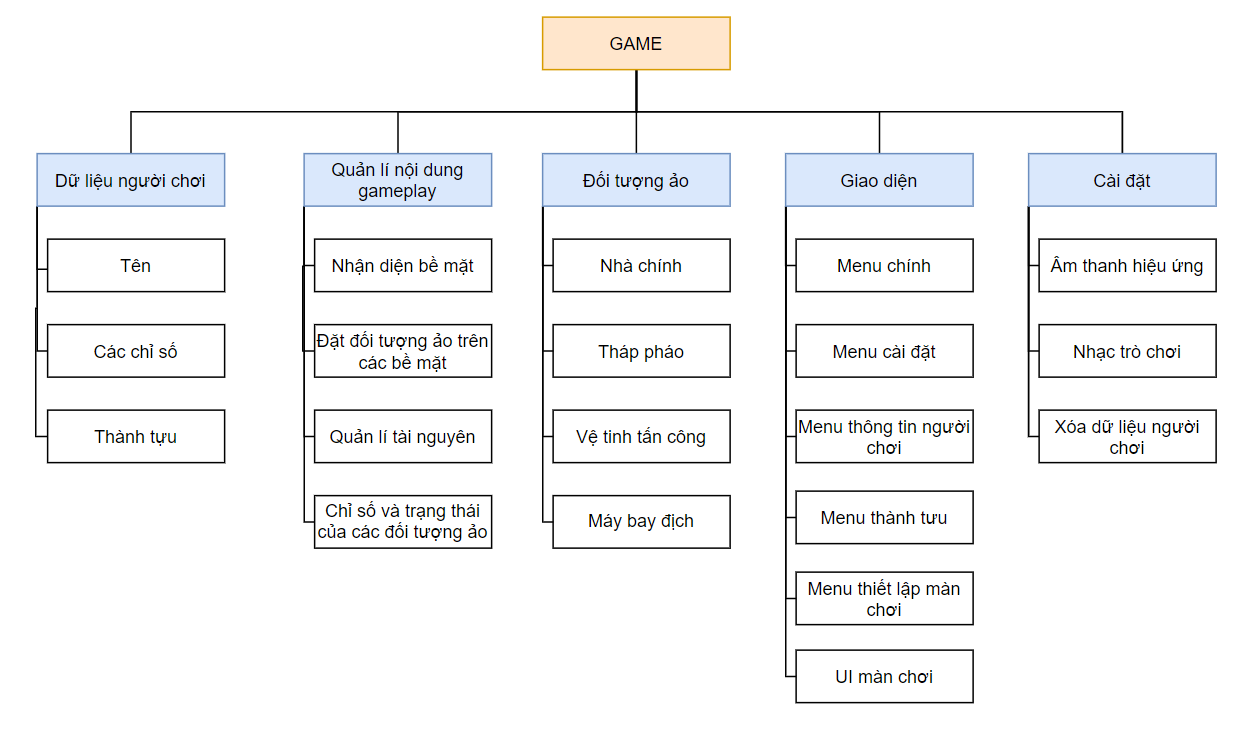 GAME
Dữ liệu người chơi
Tên
Các chỉ số
Thành tựu
Quản lí nội dung
gameplay
Nhận diện bề mặt
Đặt đối tượng ảo trên
các bề mặt
Quản lí tài nguyên
Chỉ số và trạng thái
của các đối tượng ảo
Đối tượng ảo
Nhà chính
Tháp pháo
Vệ tinh tấn công
Máy bay địch
Giao diện
Menu chính
Menu cài đặt
Menu thông tin người
chơi
Menu thành tưu
Menu thiết lập màn
chơi
UI màn chơi
Cài đặt
Âm thanh hiệu ứng
Nhạc trò chơi
Xóa dữ liệu người
chơi